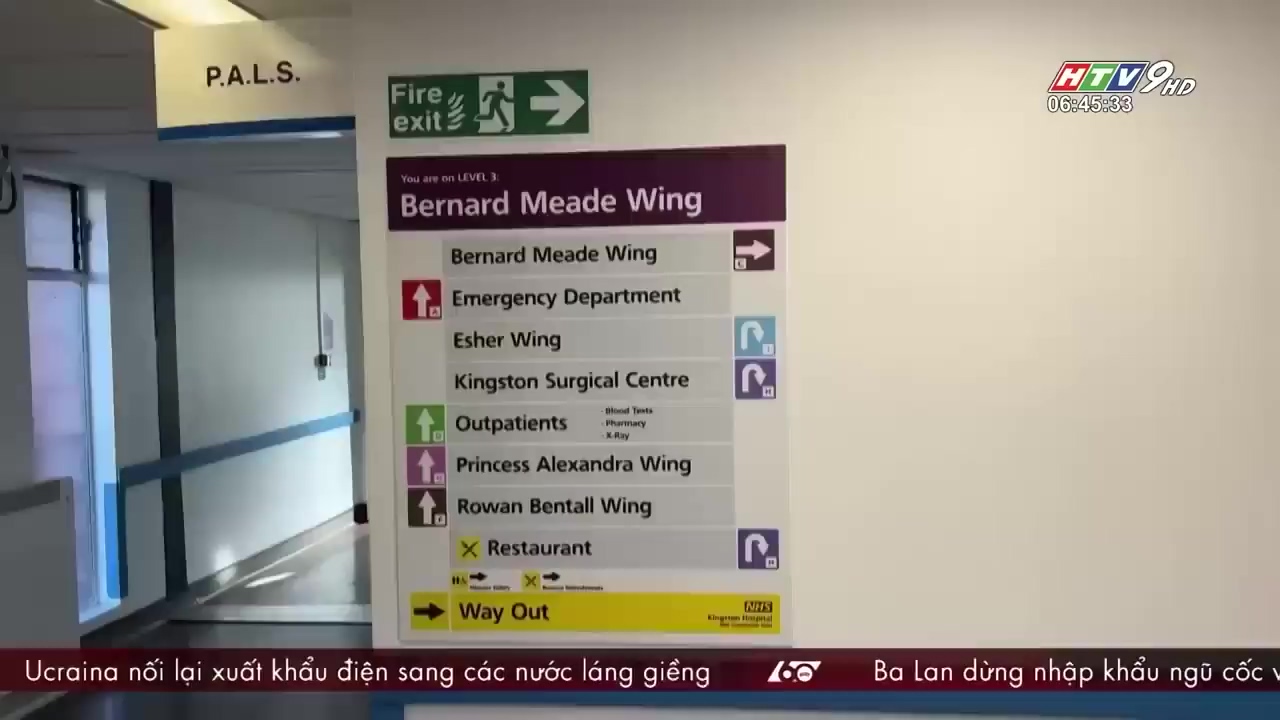 P.A.L.S.
Fire
exit
HTV9 HD
06:45:33
You are on LEVEL 3:
Bernard Meade Wing
Bernard Meade Wing
Emergency Department
Esher Wing
Kingston Surgical Centre
Outpatients
- Blood Tests
- Pharmacy
- X-Ray
Princess Alexandra Wing
Rowan Bentall Wing
Restaurant
Way Out
NHS
Kingston Hospital
Ucraina nối lại xuất khẩu điện sang các nước láng giềng
60
Ba Lan dừng nhập khẩu ngũ cốc